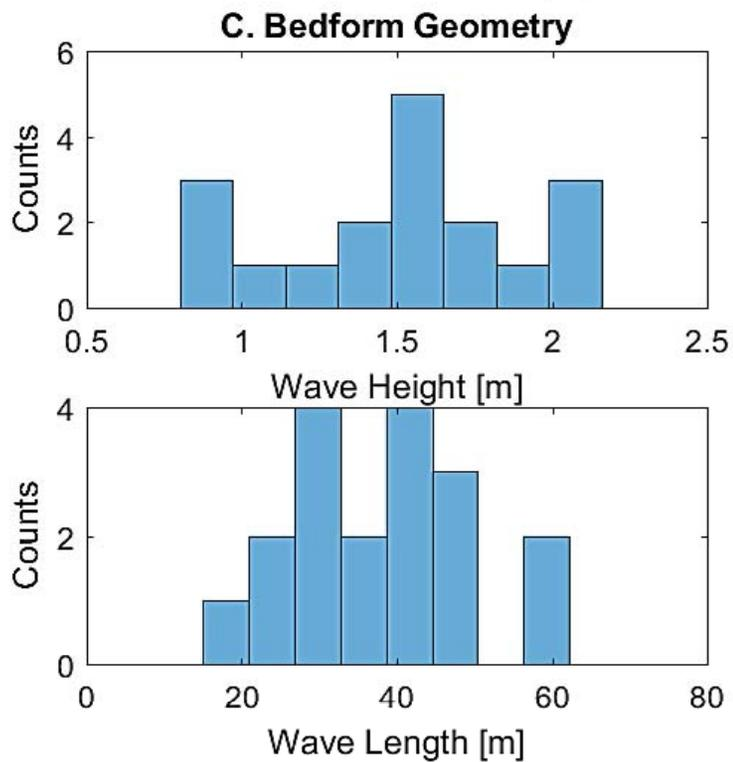 C. Bedform Geometry
6
4
2
0
Counts
0.5 1 1.5 2 2.5
Wave Height [m]
4
2
0
Counts
0 20 40 60 80
Wave Length [m]